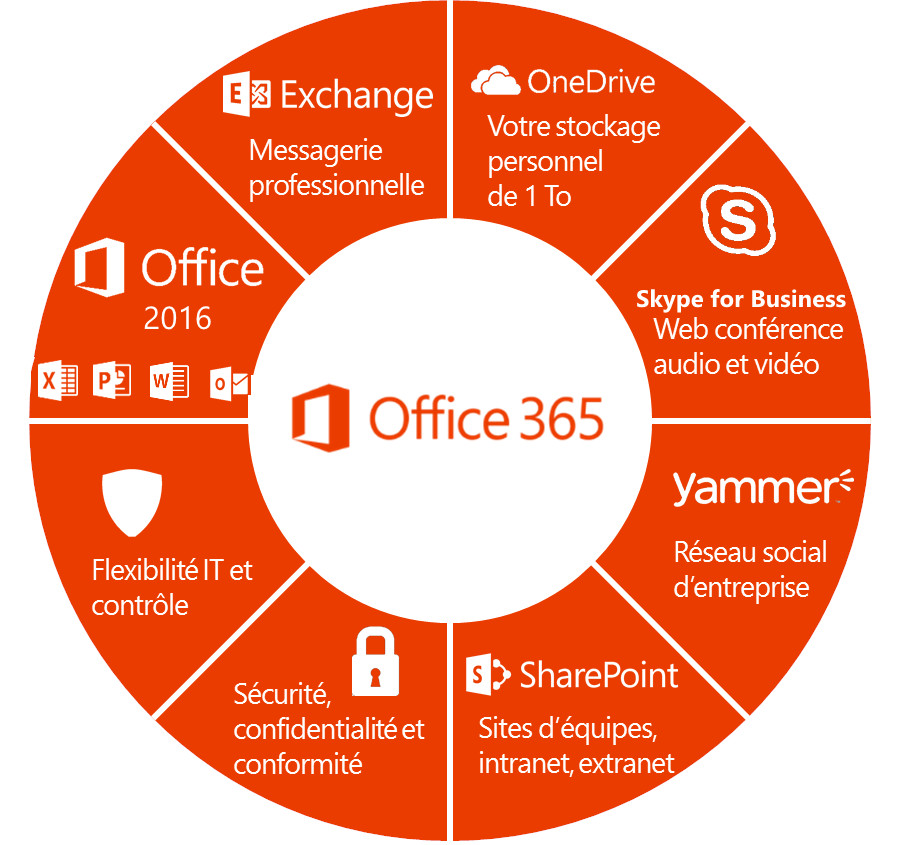 Exchange
Messagerie
professionnelle
OneDrive
Votre stockage
personnel
de 1 To
Skype for Business
Web conférence
audio et vidéo
yammer
Réseau social
d'entreprise
SharePoint
Sites d'équipes,
intranet, extranet
Sécurité,
confidentialité et
conformité
Flexibilité IT et
contrôle
Office
2016
X P W O
Office 365
E
S
S